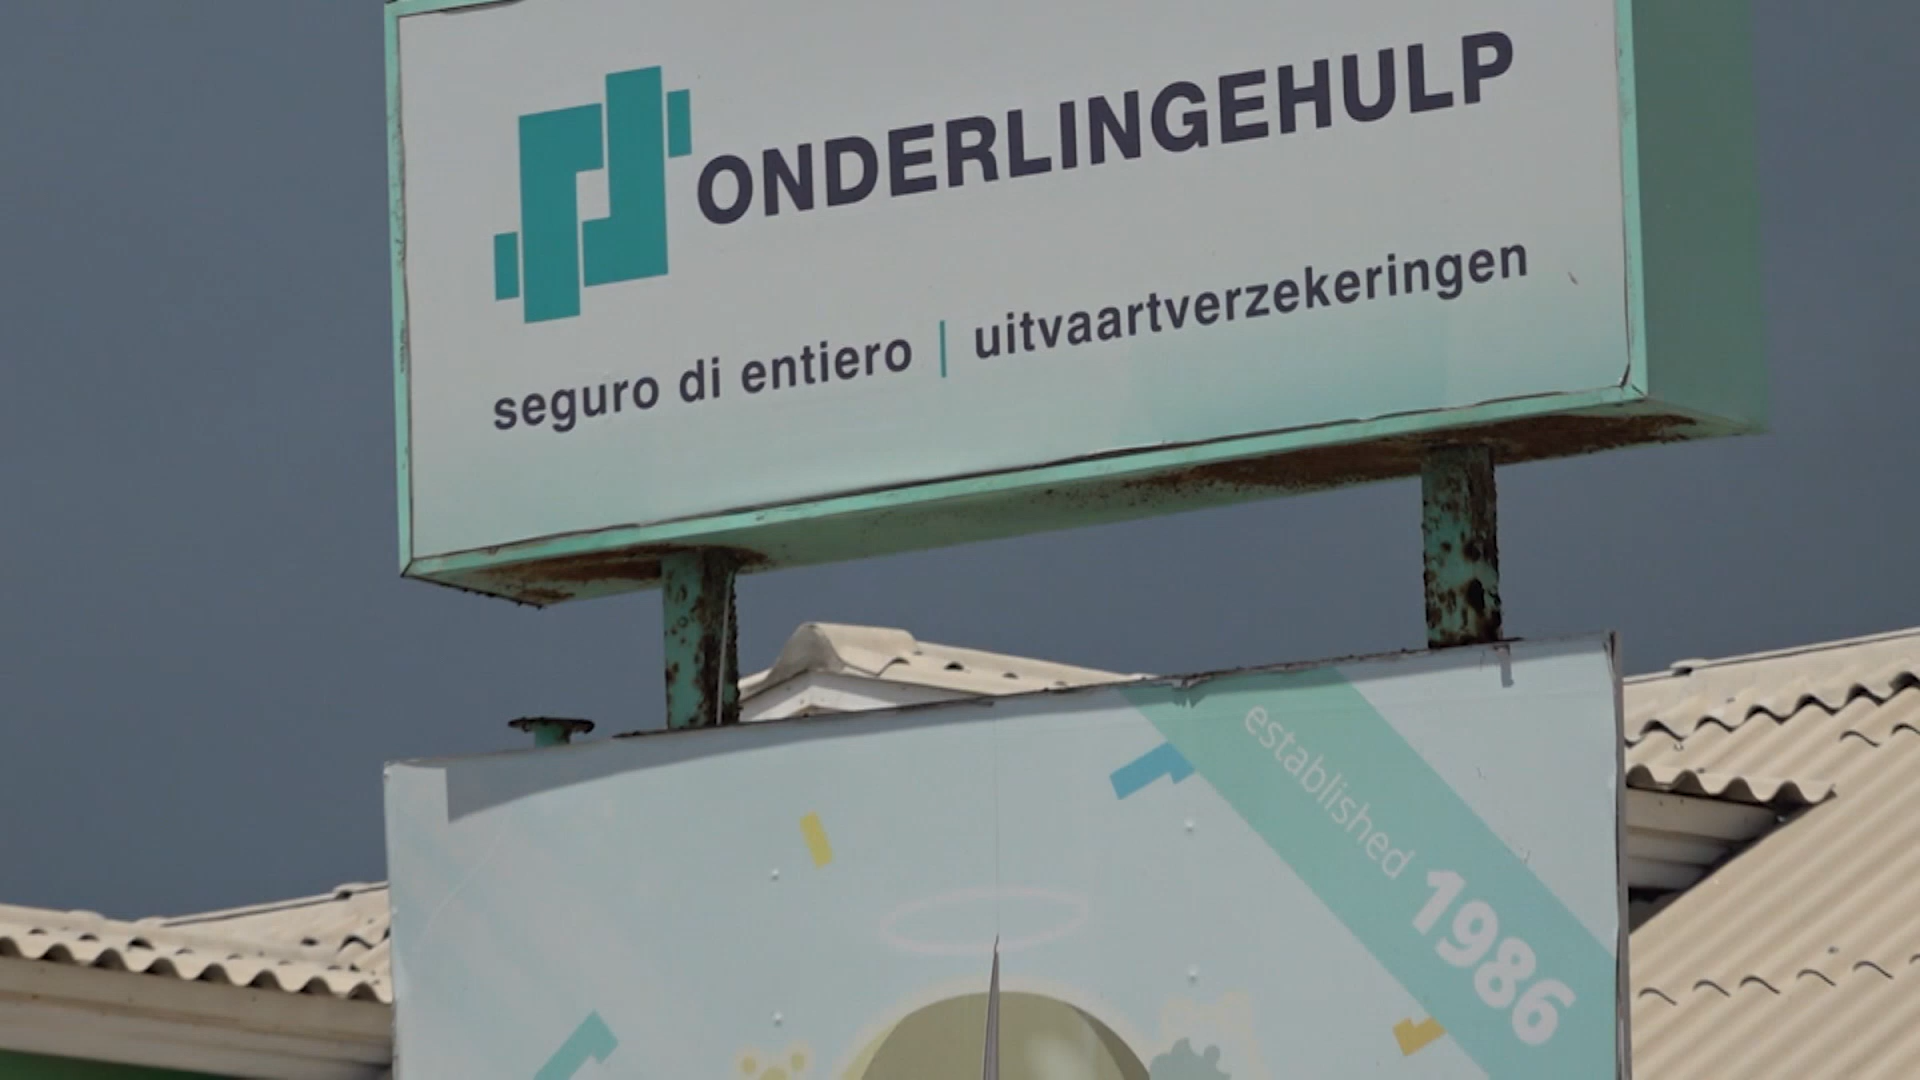 ONDERLINGEHULP
seguro di entiero | uitvaartverzekeringen
established 1986